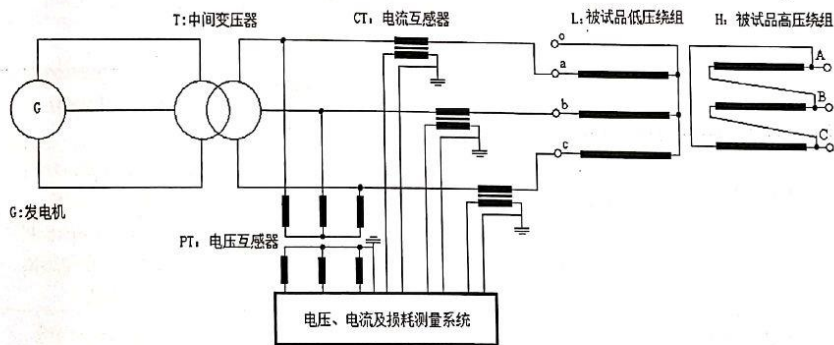 T:中间变压器
CT：电流互感器
L:被试品低压绕组
H：被试品高压绕组
o
a
b
c
A
B
C
G
G:发电机
PT：电压互感器
电压、电流及损耗测量系统